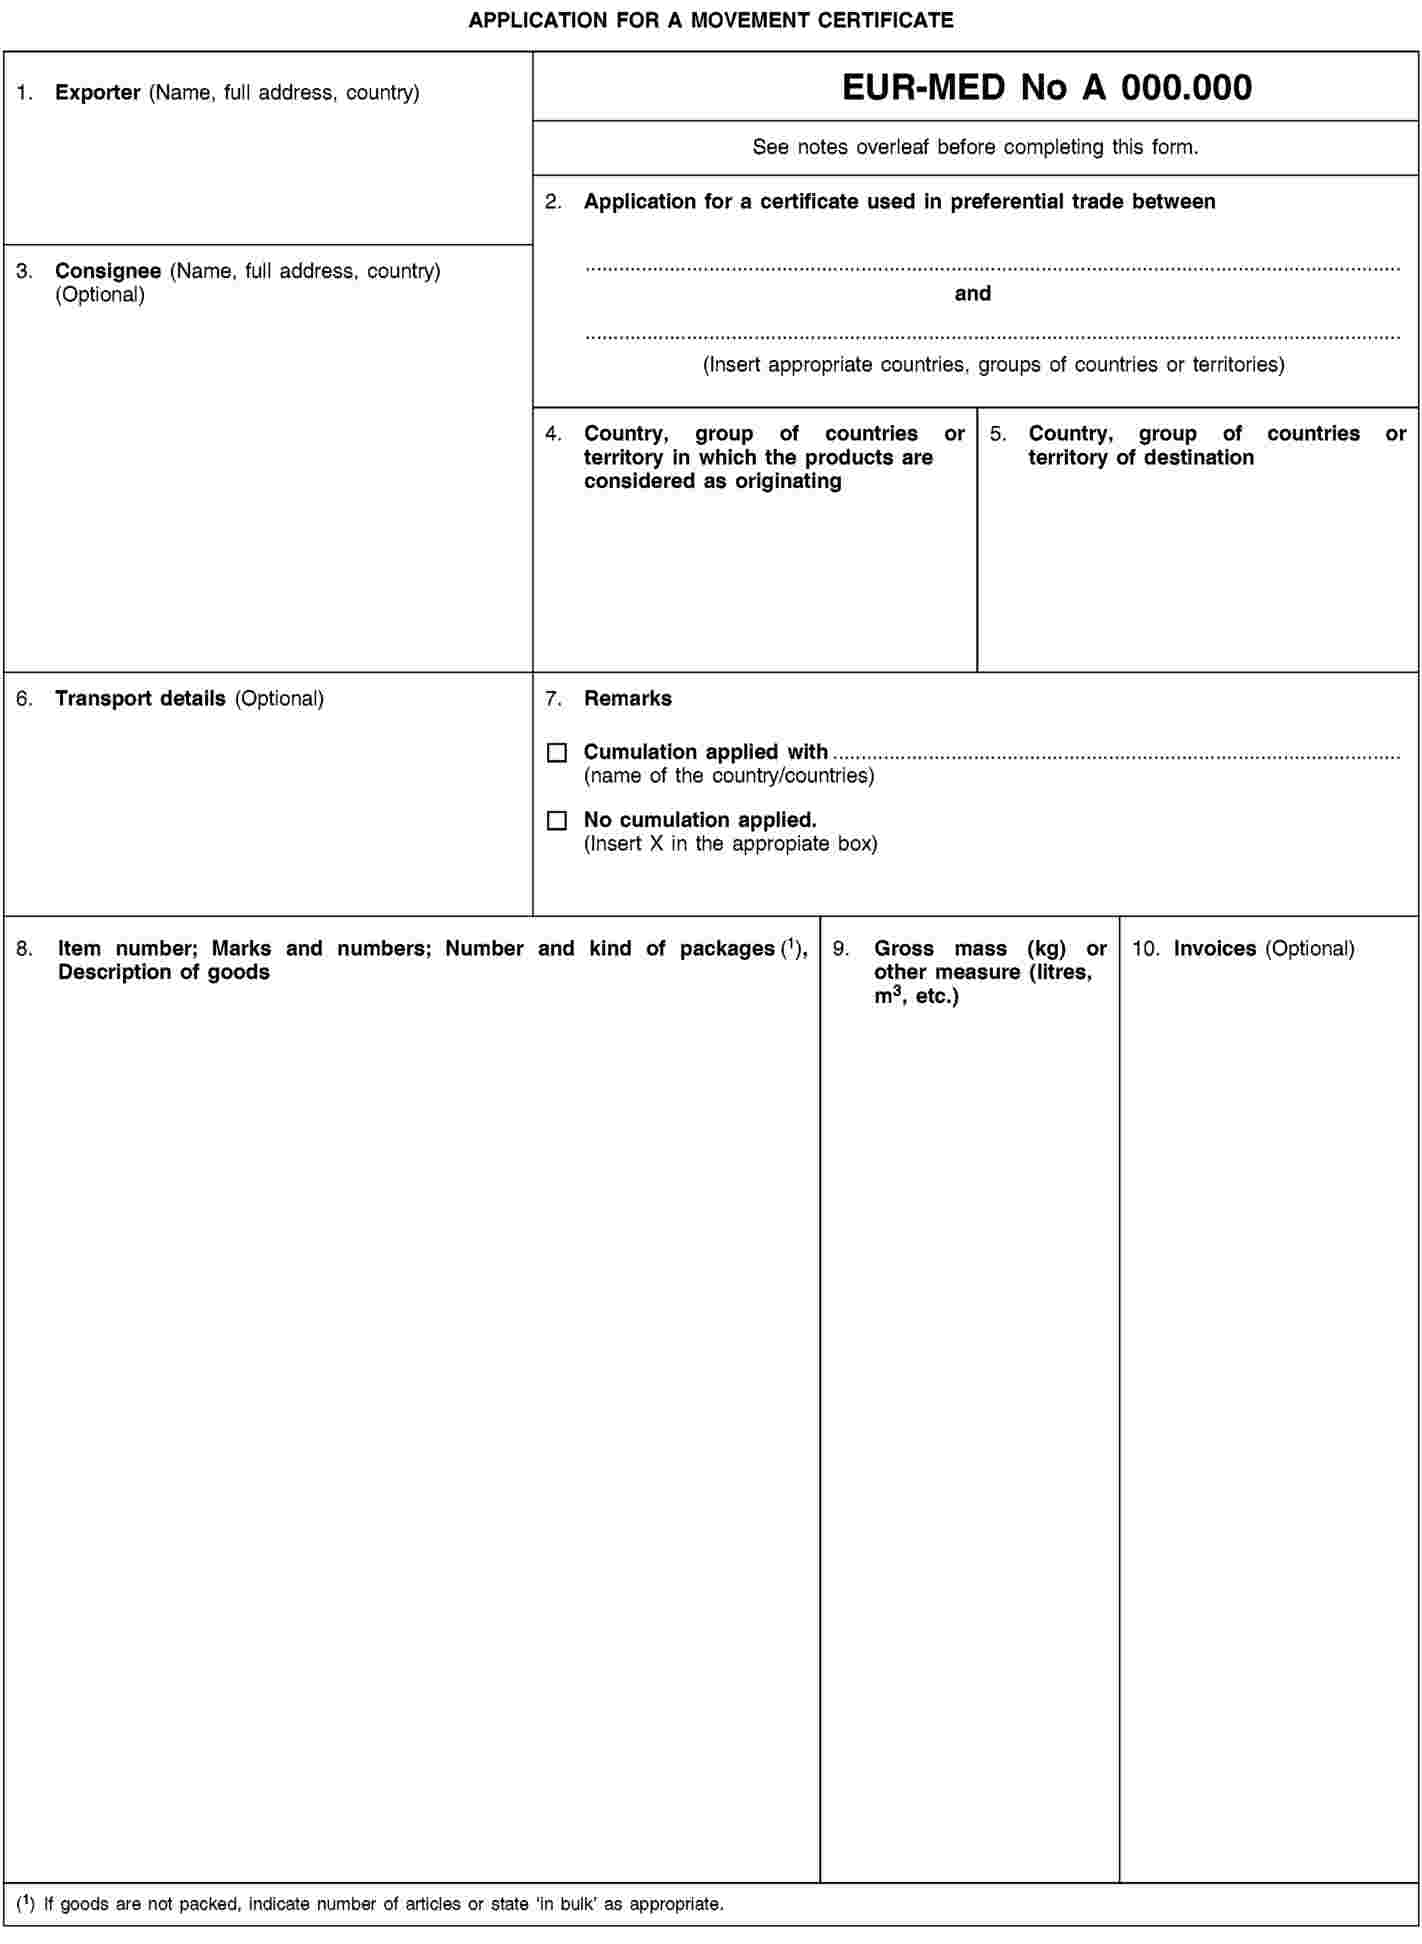 APPLICATION FOR A MOVEMENT CERTIFICATE
1. Exporter (Name, full address, country)
EUR-MED No A 000.000
See notes overleaf before completing this form.
2. Application for a certificate used in preferential trade between
and
(Insert appropriate countries, groups of countries or territories)
3. Consignee (Name, full address, country)
(Optional)
4. Country, group of countries or
territory in which the products are
considered as originating
5. Country, group of countries or
territory of destination
6. Transport details (Optional)
7. Remarks
Cumulation applied with
(name of the country/countries)
No cumulation applied.
(Insert X in the appropiate box)
8. Item number; Marks and numbers; Number and kind of packages (¹),
Description of goods
9. Gross mass (kg) or
other measure (litres,
m³, etc.)
10. Invoices (Optional)
(¹) If goods are not packed, indicate number of articles or state ‘in bulk’ as appropriate.